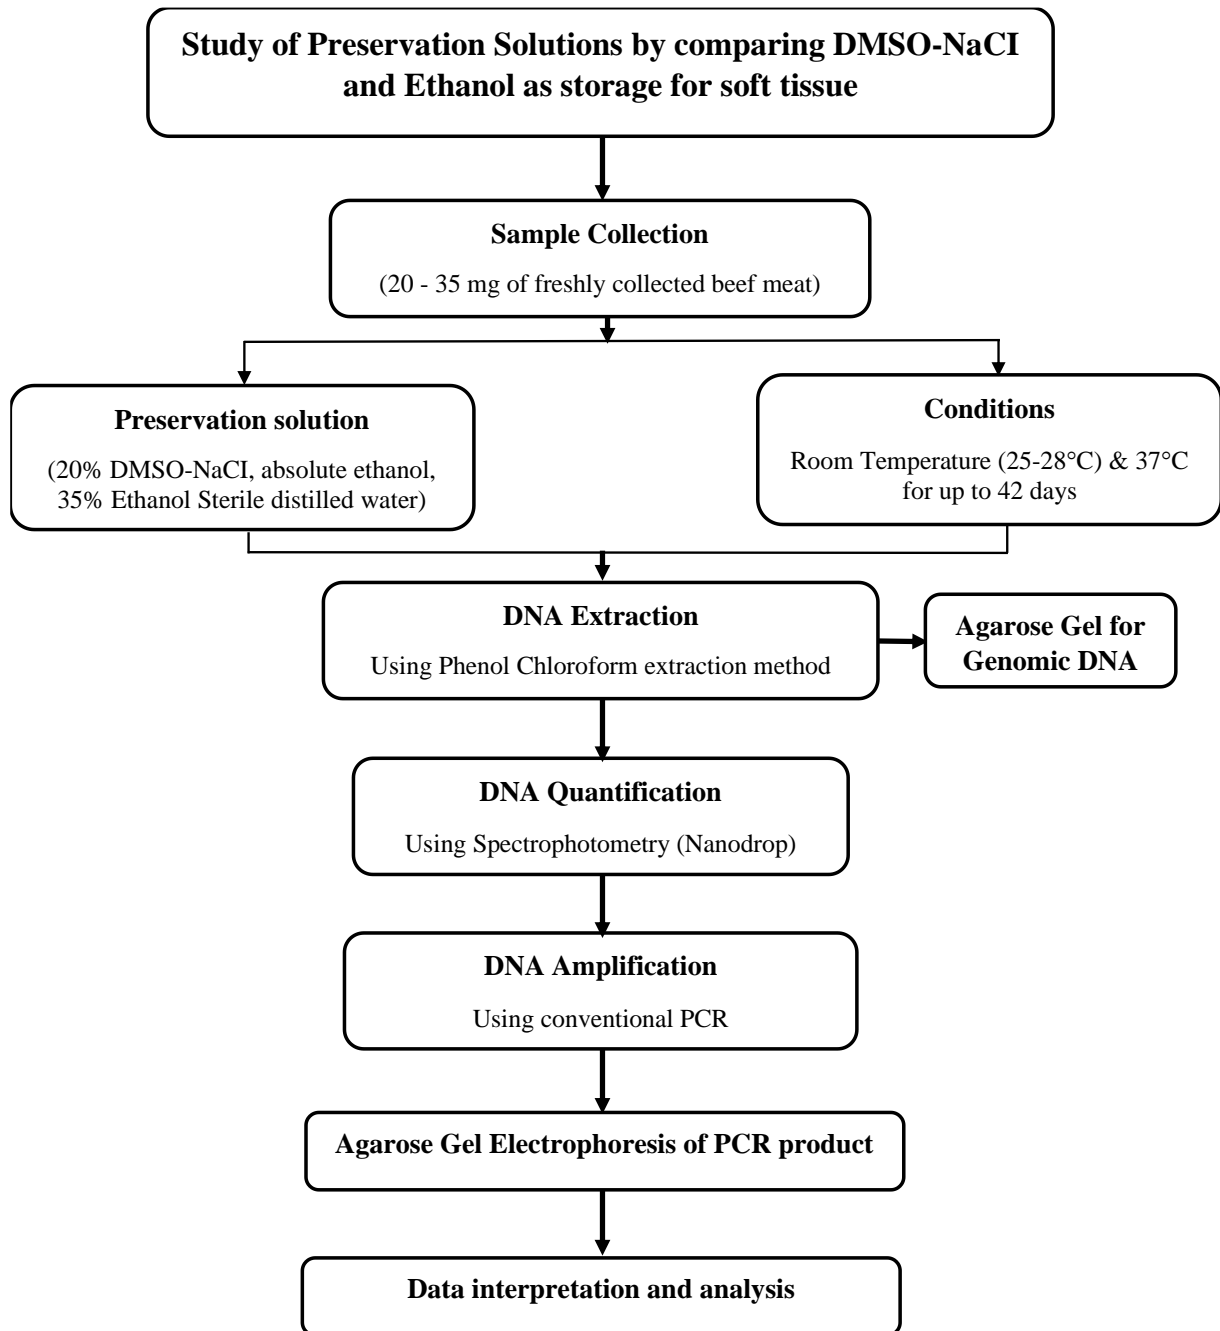 Study of Preservation Solutions by comparing DMSO-NaCI
and Ethanol as storage for soft tissue
Sample Collection
(20 - 35 mg of freshly collected beef meat)
Preservation solution
(20% DMSO-NaCI, absolute ethanol,
35% Ethanol Sterile distilled water)
Conditions
Room Temperature (25-28°C) & 37°C
for up to 42 days
DNA Extraction
Using Phenol Chloroform extraction method
Agarose Gel for
Genomic DNA
DNA Quantification
Using Spectrophotometry (Nanodrop)
DNA Amplification
Using conventional PCR
Agarose Gel Electrophoresis of PCR product
Data interpretation and analysis